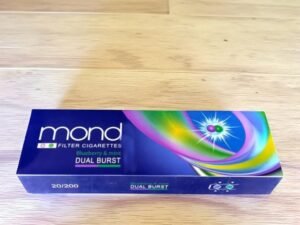 mond
FILTER CIGARETTES
Blueberry & mint
DUAL BURST
20/200
DUAL BURST